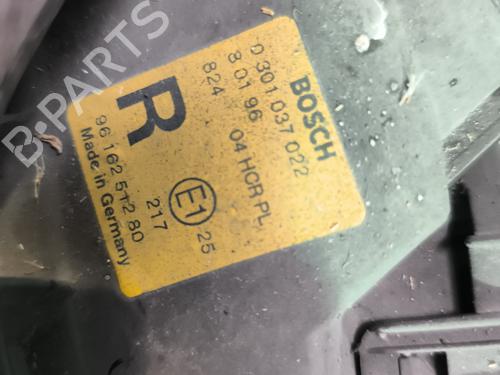 BOSCH
0 301 037 022
8 01 96 04 HCR-PL
824
R
E1 25
217
96 162 512 80
Made in Germany
B-PARTS